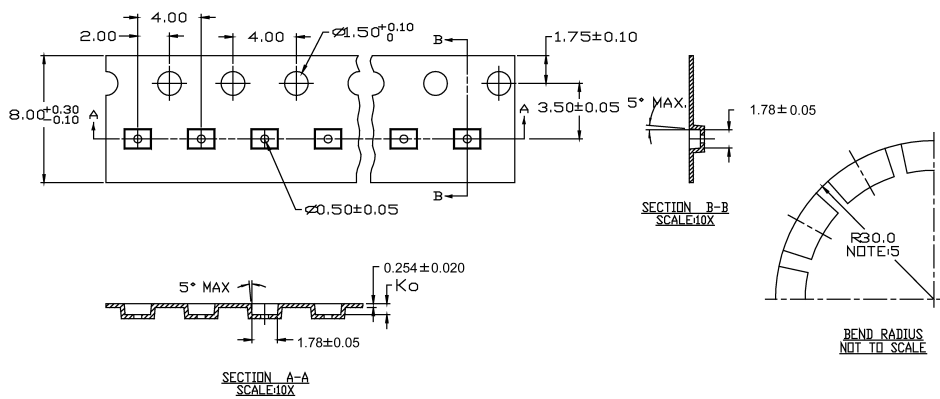 4.00
2.00
4.00
⌀1.50 +0.10 0
B
1.75±0.10
8.00 +0.30 -0.10
A
A
3.50±0.05
B
⌀0.50±0.05
5° MAX.
1.78±0.05
SECTION B-B
SCALE:10X
R30.0
NOTE:5
BEND RADIUS
NOT TO SCALE
5° MAX
0.254±0.020
Ko
1.78±0.05
SECTION A-A
SCALE:10X